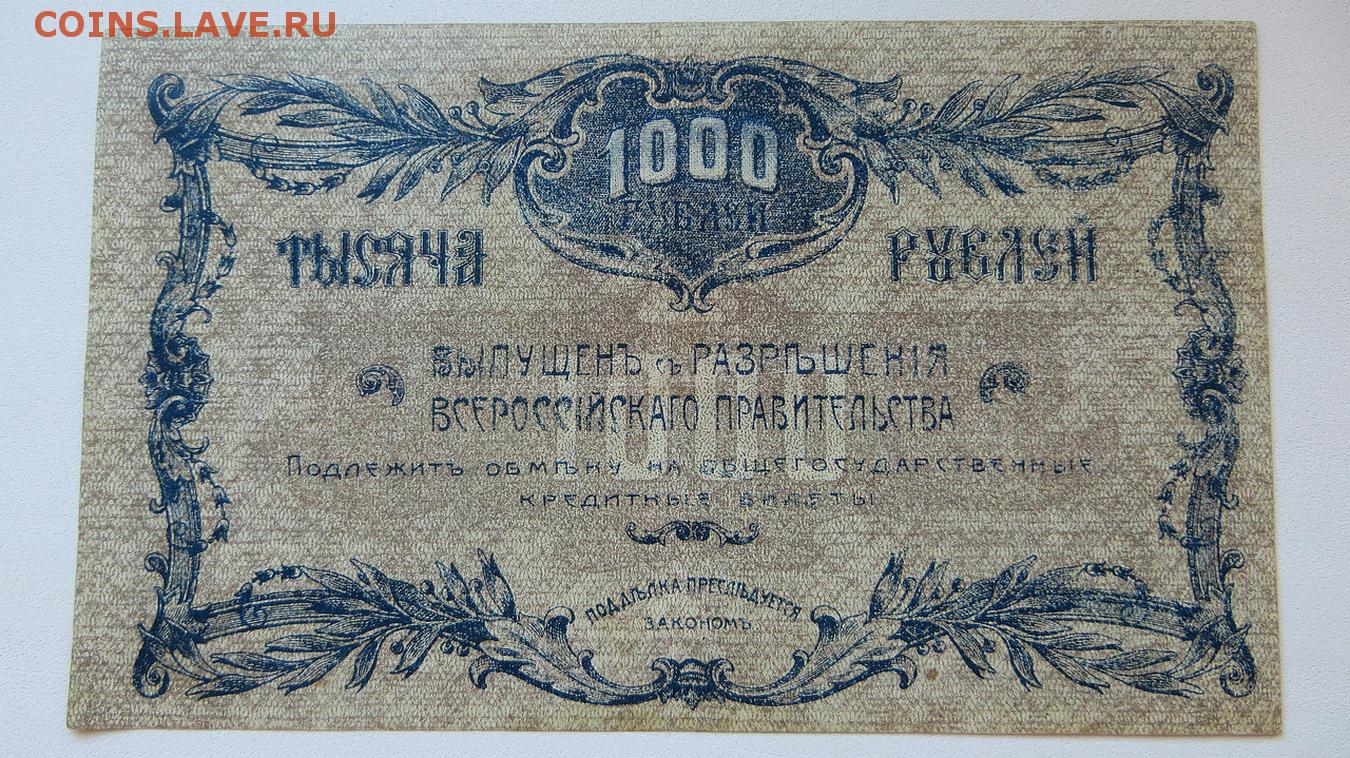 COINS.LAVE.RU
1000
РУБЛЕЙ
ТЫСЯЧА РУБЛЕЙ
ВЫПУЩЕНЪ съ РАЗРѢШЕНІЯ
ВСЕРОССІЙСКАГО ПРАВИТЕЛЬСТВА
1000
ПОДЛЕЖИТЪ ОБМѢНУ НА ОБЩЕГОСУДАРСТВЕННЫЕ
КРЕДИТНЫЕ БИЛЕТЫ
ПОДДѢЛКА ПРЕСЛѢДУЕТСЯ
ЗАКОНОМЪ